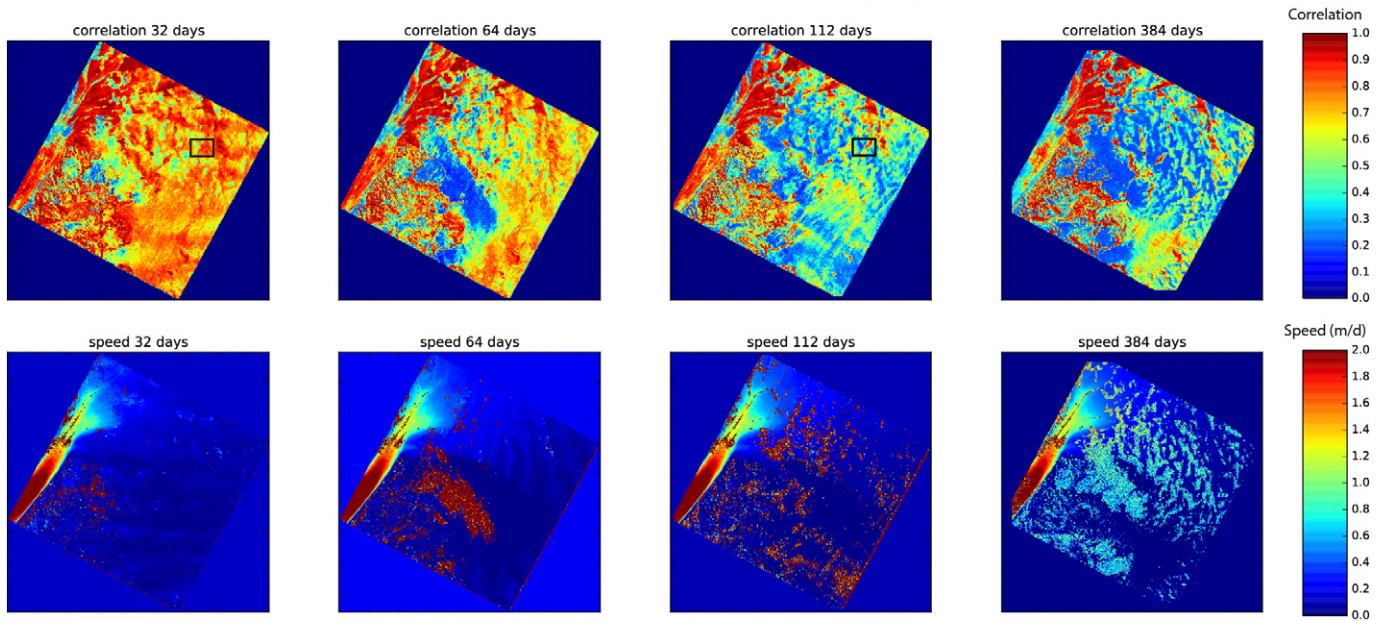 correlation 32 days
correlation 64 days
correlation 112 days
correlation 384 days
Correlation
1.0
0.9
0.8
0.7
0.6
0.5
0.4
0.3
0.2
0.1
0.0
speed 32 days
speed 64 days
speed 112 days
speed 384 days
Speed (m/d)
2.0
1.8
1.6
1.4
1.2
1.0
0.8
0.6
0.4
0.2
0.0